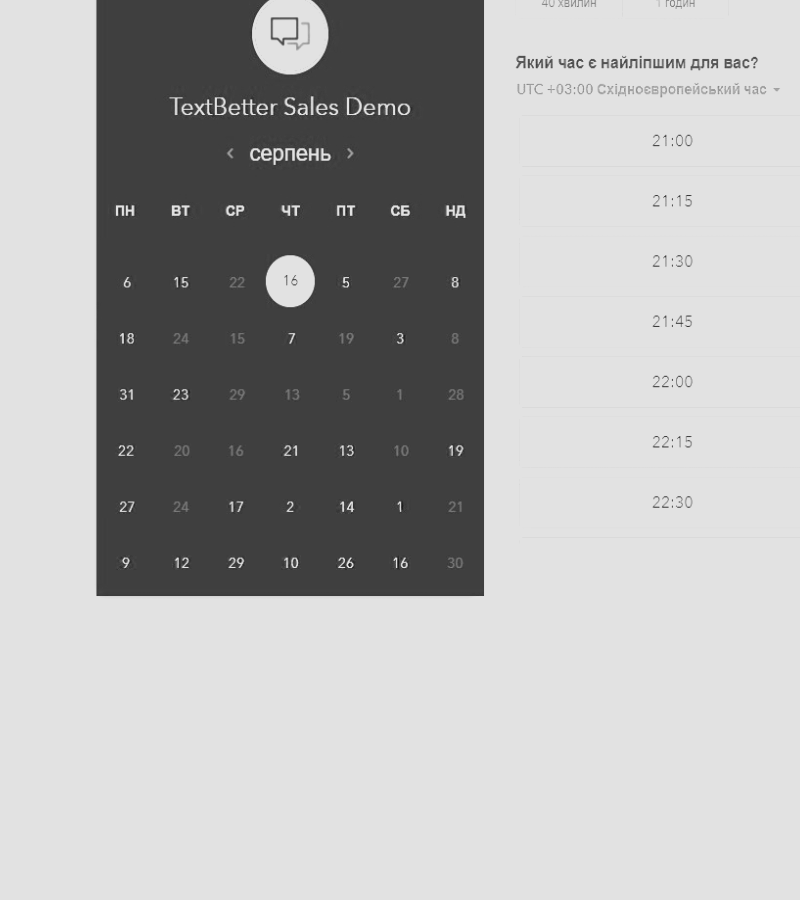 TextBetter Sales Demo
серпень
ПН ВТ СР ЧТ ПТ СБ НД
6 15 22 16 5 27 8
18 24 15 7 19 3 8
31 23 29 13 5 1 28
22 20 16 21 13 10 19
27 24 17 2 14 1 21
9 12 29 10 26 16 30
40 хвилин
1 годин
Який час є найліпшим для вас?
UTC +03:00 Східноєвропейський час
21:00
21:15
21:30
21:45
22:00
22:15
22:30